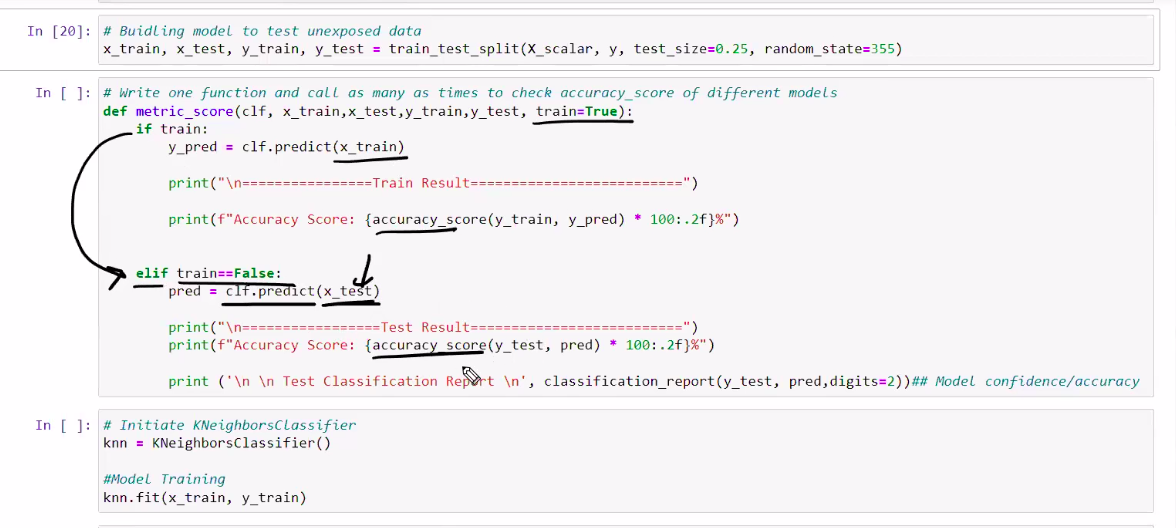 In [20]: # Buidling model to test unexposed data
x_train, x_test, y_train, y_test = train_test_split(X_scalar, y, test_size=0.25, random_state=355)
In [ ]: # Write one function and call as many as times to check accuracy_score of different models
def metric_score(clf, x_train,x_test,y_train,y_test, train=True):
if train:
y_pred = clf.predict(x_train)
print("\n================Train Result==========================")
print(f"Accuracy Score: {accuracy_score(y_train, y_pred) * 100:.2f}%")
elif train==False:
pred = clf.predict(x_test)
print("\n=================Test Result==========================")
print(f"Accuracy Score: {accuracy_score(y_test, pred) * 100:.2f}%")
print ('\n \n Test Classification Report \n', classification_report(y_test, pred,digits=2))## Model confidence/accuracy
In [ ]: # Initiate KNeighborsClassifier
knn = KNeighborsClassifier()
#Model Training
knn.fit(x_train, y_train)